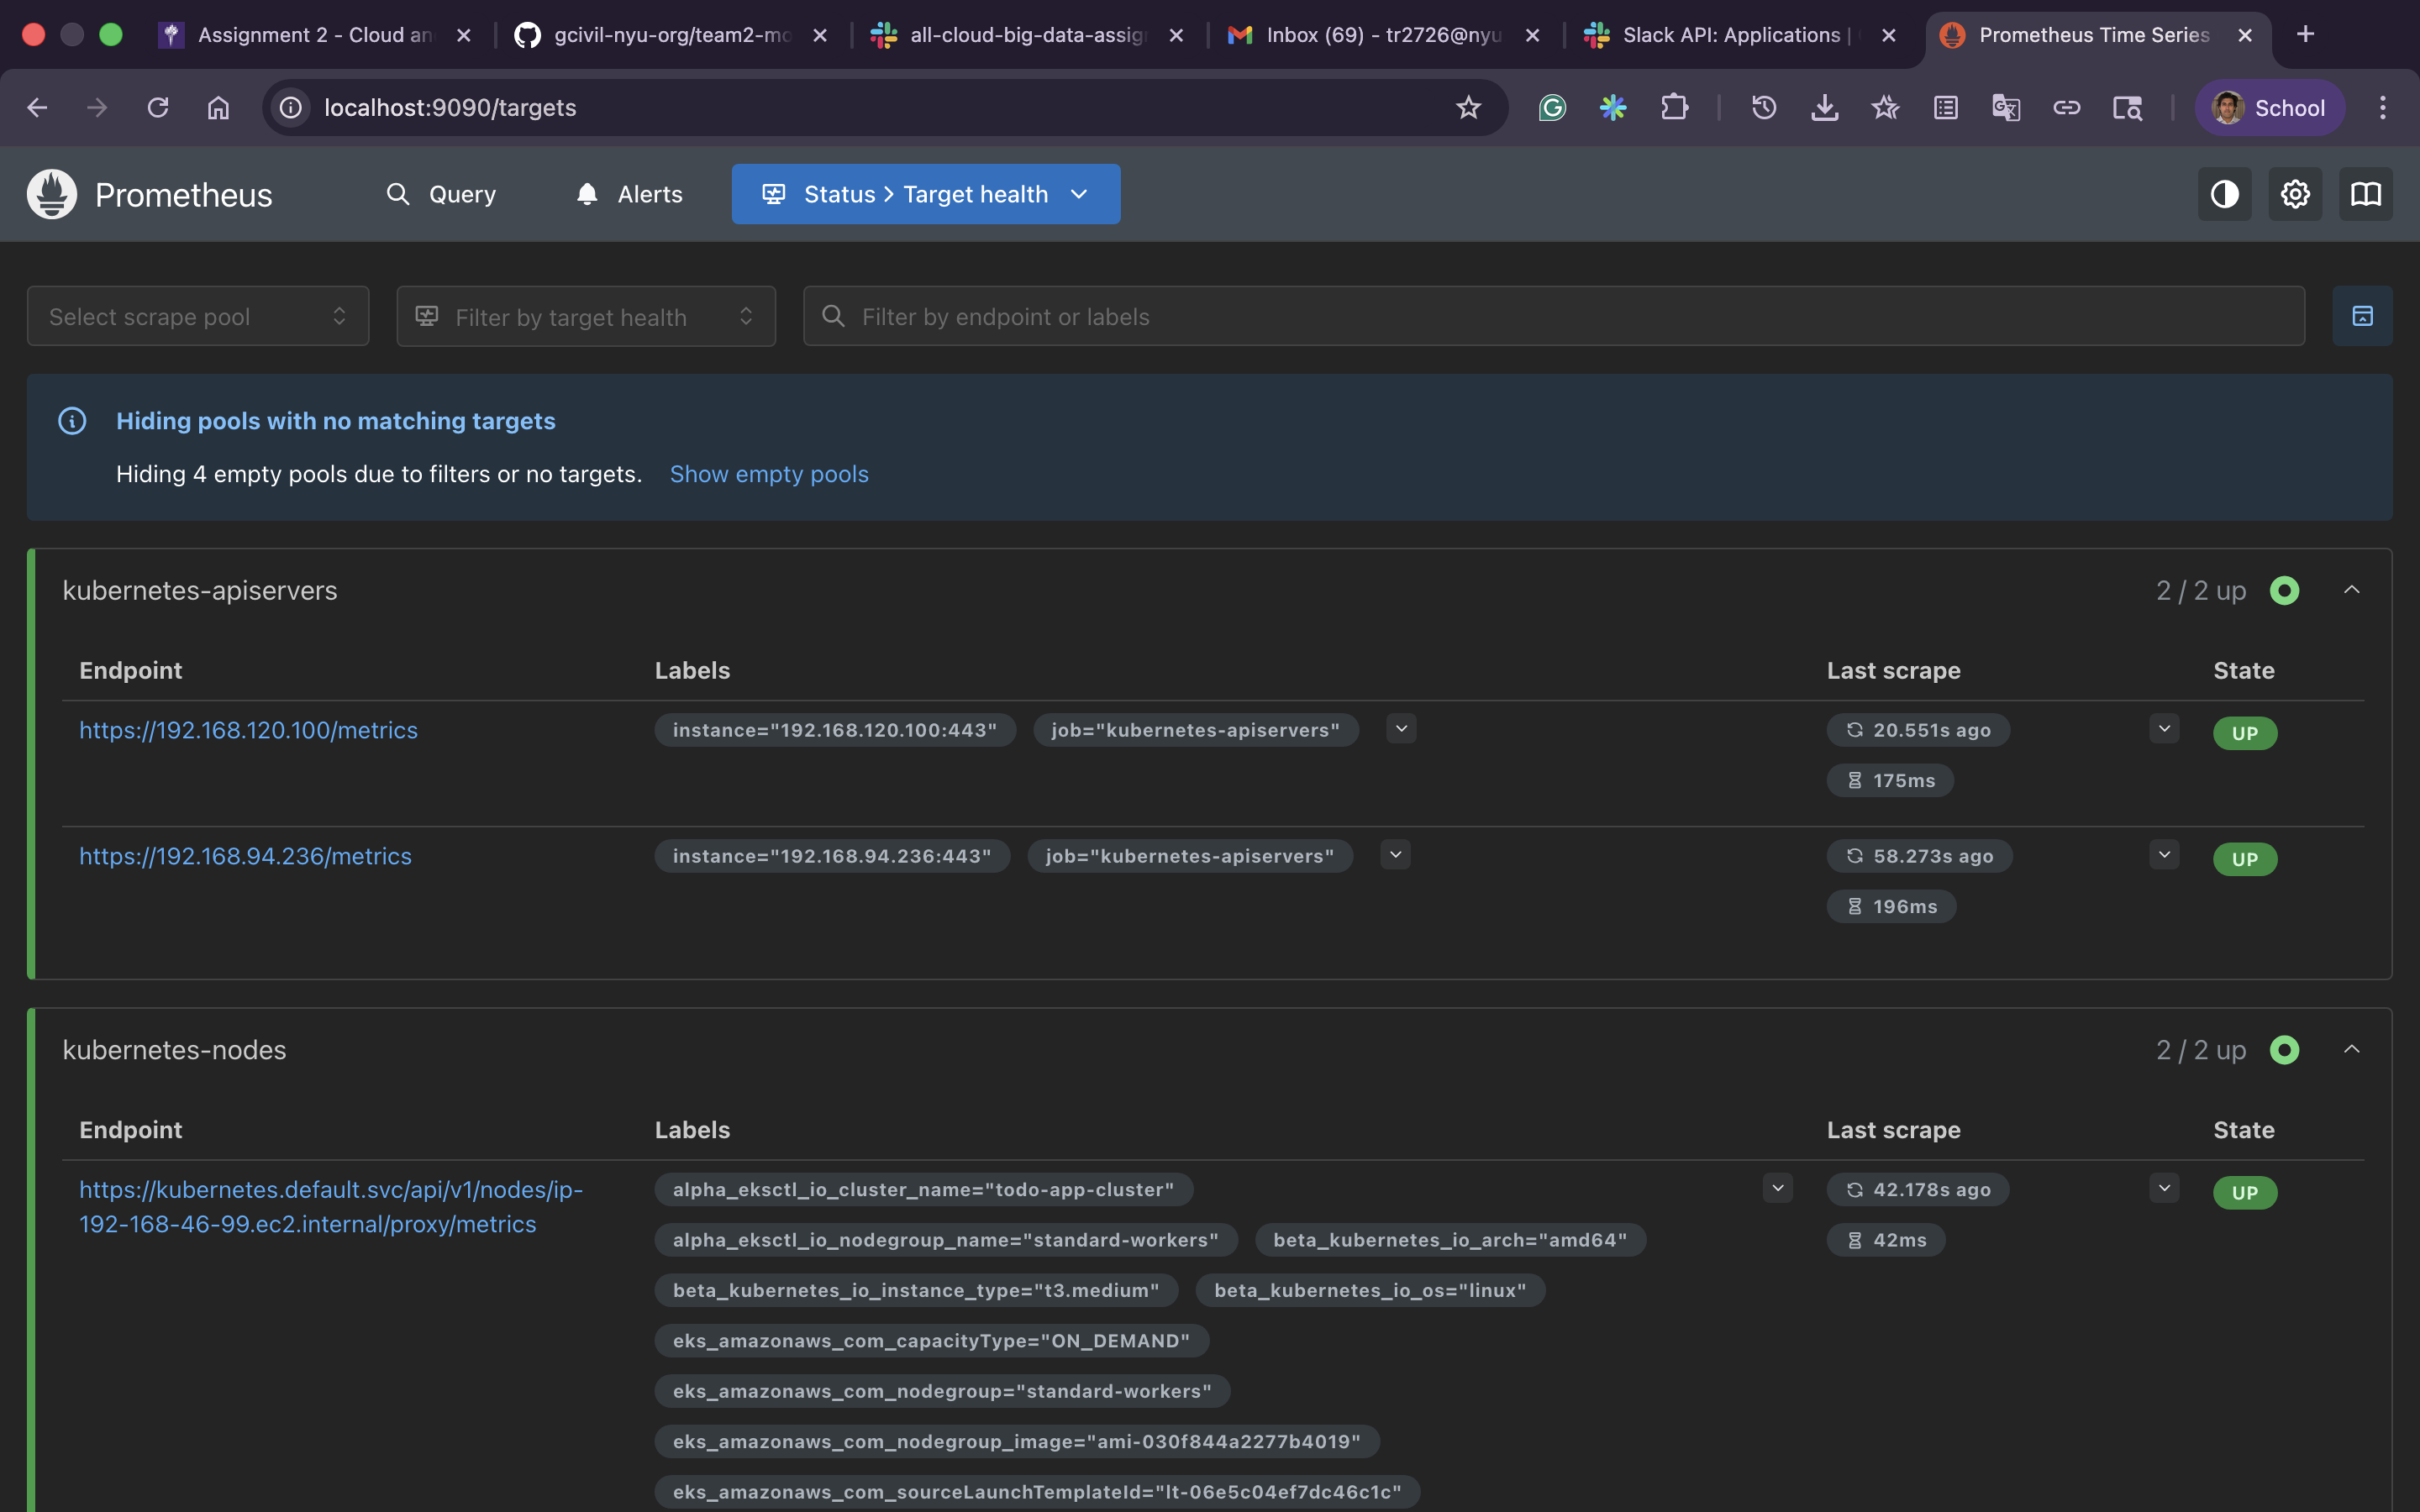 Assignment 2 - Cloud an
gcivil-nyu-org/team2-mo
all-cloud-big-data-assig
Inbox (69) - tr2726@nyu
Slack API: Applications |
Prometheus Time Series
localhost:9090/targets
School
Prometheus
Query
Alerts
Status > Target health
Select scrape pool
Filter by target health
Filter by endpoint or labels
Hiding pools with no matching targets
Hiding 4 empty pools due to filters or no targets. Show empty pools
kubernetes-apiservers
2 / 2 up
Endpoint Labels Last scrape State
https://192.168.120.100/metrics instance="192.168.120.100:443" job="kubernetes-apiservers" 20.551s ago UP
175ms
https://192.168.94.236/metrics instance="192.168.94.236:443" job="kubernetes-apiservers" 58.273s ago UP
196ms
kubernetes-nodes
2 / 2 up
Endpoint Labels Last scrape State
https://kubernetes.default.svc/api/v1/nodes/ip-
192-168-46-99.ec2.internal/proxy/metrics
alpha_eksctl_io_cluster_name="todo-app-cluster"
alpha_eksctl_io_nodegroup_name="standard-workers" beta_kubernetes_io_arch="amd64"
beta_kubernetes_io_instance_type="t3.medium" beta_kubernetes_io_os="linux"
eks_amazonaws_com_capacityType="ON_DEMAND"
eks_amazonaws_com_nodegroup="standard-workers"
eks_amazonaws_com_nodegroup_image="ami-030f844a2277b4019"
eks_amazonaws_com_sourceLaunchTemplateId="lt-06e5c04ef7dc46c1c"
42.178s ago
42ms
UP